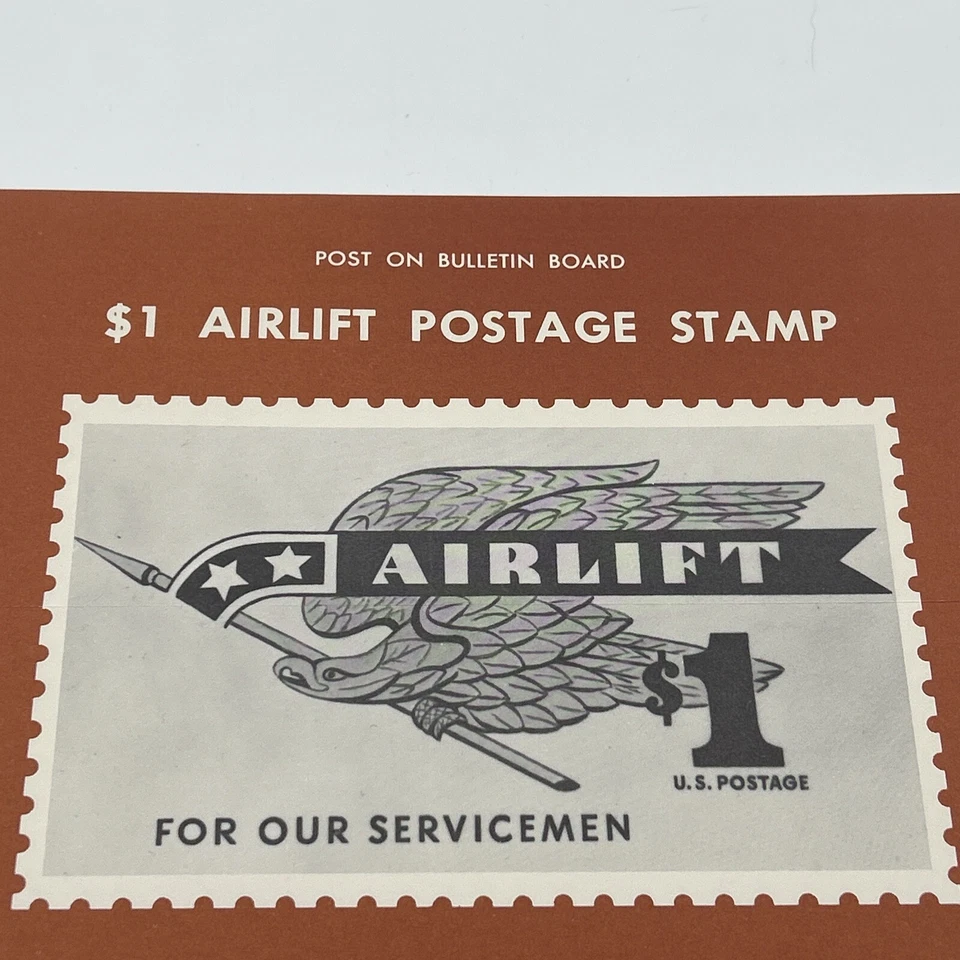 POST ON BULLETIN BOARD
$1 AIRLIFT POSTAGE STAMP
AIRLIFT
$1
U.S. POSTAGE
FOR OUR SERVICEMEN